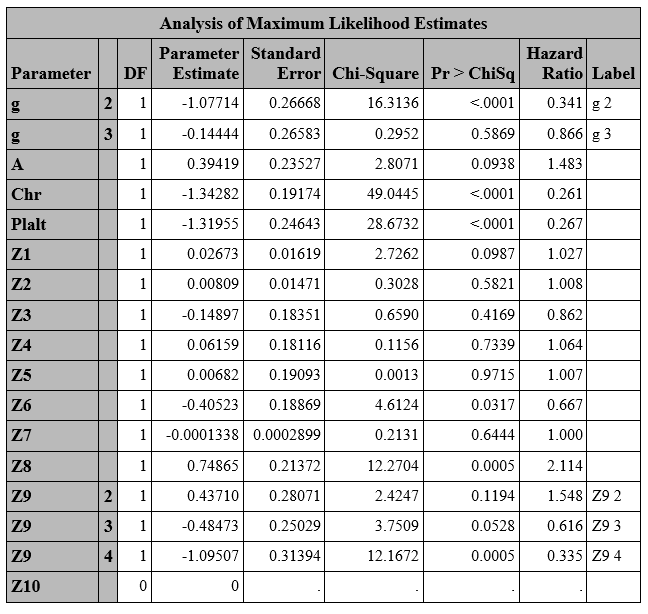 Analysis of Maximum Likelihood Estimates
Parameter DF Parameter Estimate Standard Error Chi-Square Pr > ChiSq Hazard Ratio Label
g 2 1 -1.07714 0.26668 16.3136 <.0001 0.341 g 2
g 3 1 -0.14444 0.26583 0.2952 0.5869 0.866 g 3
A 1 0.39419 0.23527 2.8071 0.0938 1.483
Chr 1 -1.34282 0.19174 49.0445 <.0001 0.261
Plalt 1 -1.31955 0.24643 28.6732 <.0001 0.267
Z1 1 0.02673 0.01619 2.7262 0.0987 1.027
Z2 1 0.00809 0.01471 0.3028 0.5821 1.008
Z3 1 -0.14897 0.18351 0.6590 0.4169 0.862
Z4 1 0.06159 0.18116 0.1156 0.7339 1.064
Z5 1 0.00682 0.19093 0.0013 0.9715 1.007
Z6 1 -0.40523 0.18869 4.6124 0.0317 0.667
Z7 1 -0.0001338 0.0002899 0.2131 0.6444 1.000
Z8 1 0.74865 0.21372 12.2704 0.0005 2.114
Z9 2 1 0.43710 0.28071 2.4247 0.1194 1.548 Z9 2
Z9 3 1 -0.48473 0.25029 3.7509 0.0528 0.616 Z9 3
Z9 4 1 -1.09507 0.31394 12.1672 0.0005 0.335 Z9 4
Z10 0 0 . . . .